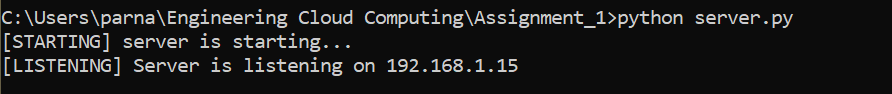 C:\Users\parna\Engineering Cloud Computing\Assignment_1>python server.py
[STARTING] server is starting...
[LISTENING] Server is listening on 192.168.1.15